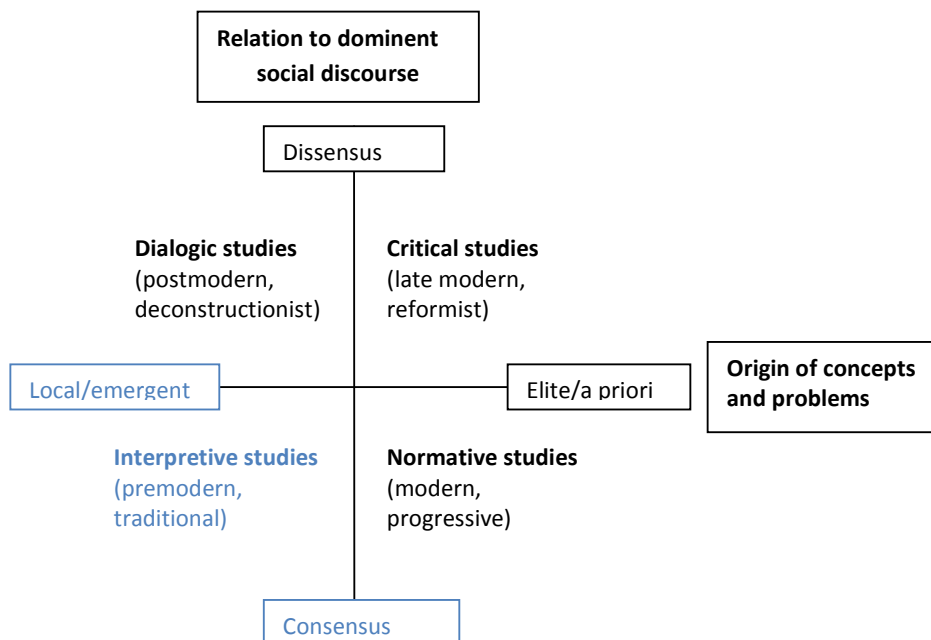 Relation to dominent
social discourse
Dissensus
Dialogic studies
(postmodern,
deconstructionist)
Critical studies
(late modern,
reformist)
Local/emergent
Elite/a priori
Origin of concepts
and problems
Interpretive studies
(premodern,
traditional)
Normative studies
(modern,
progressive)
Consensus